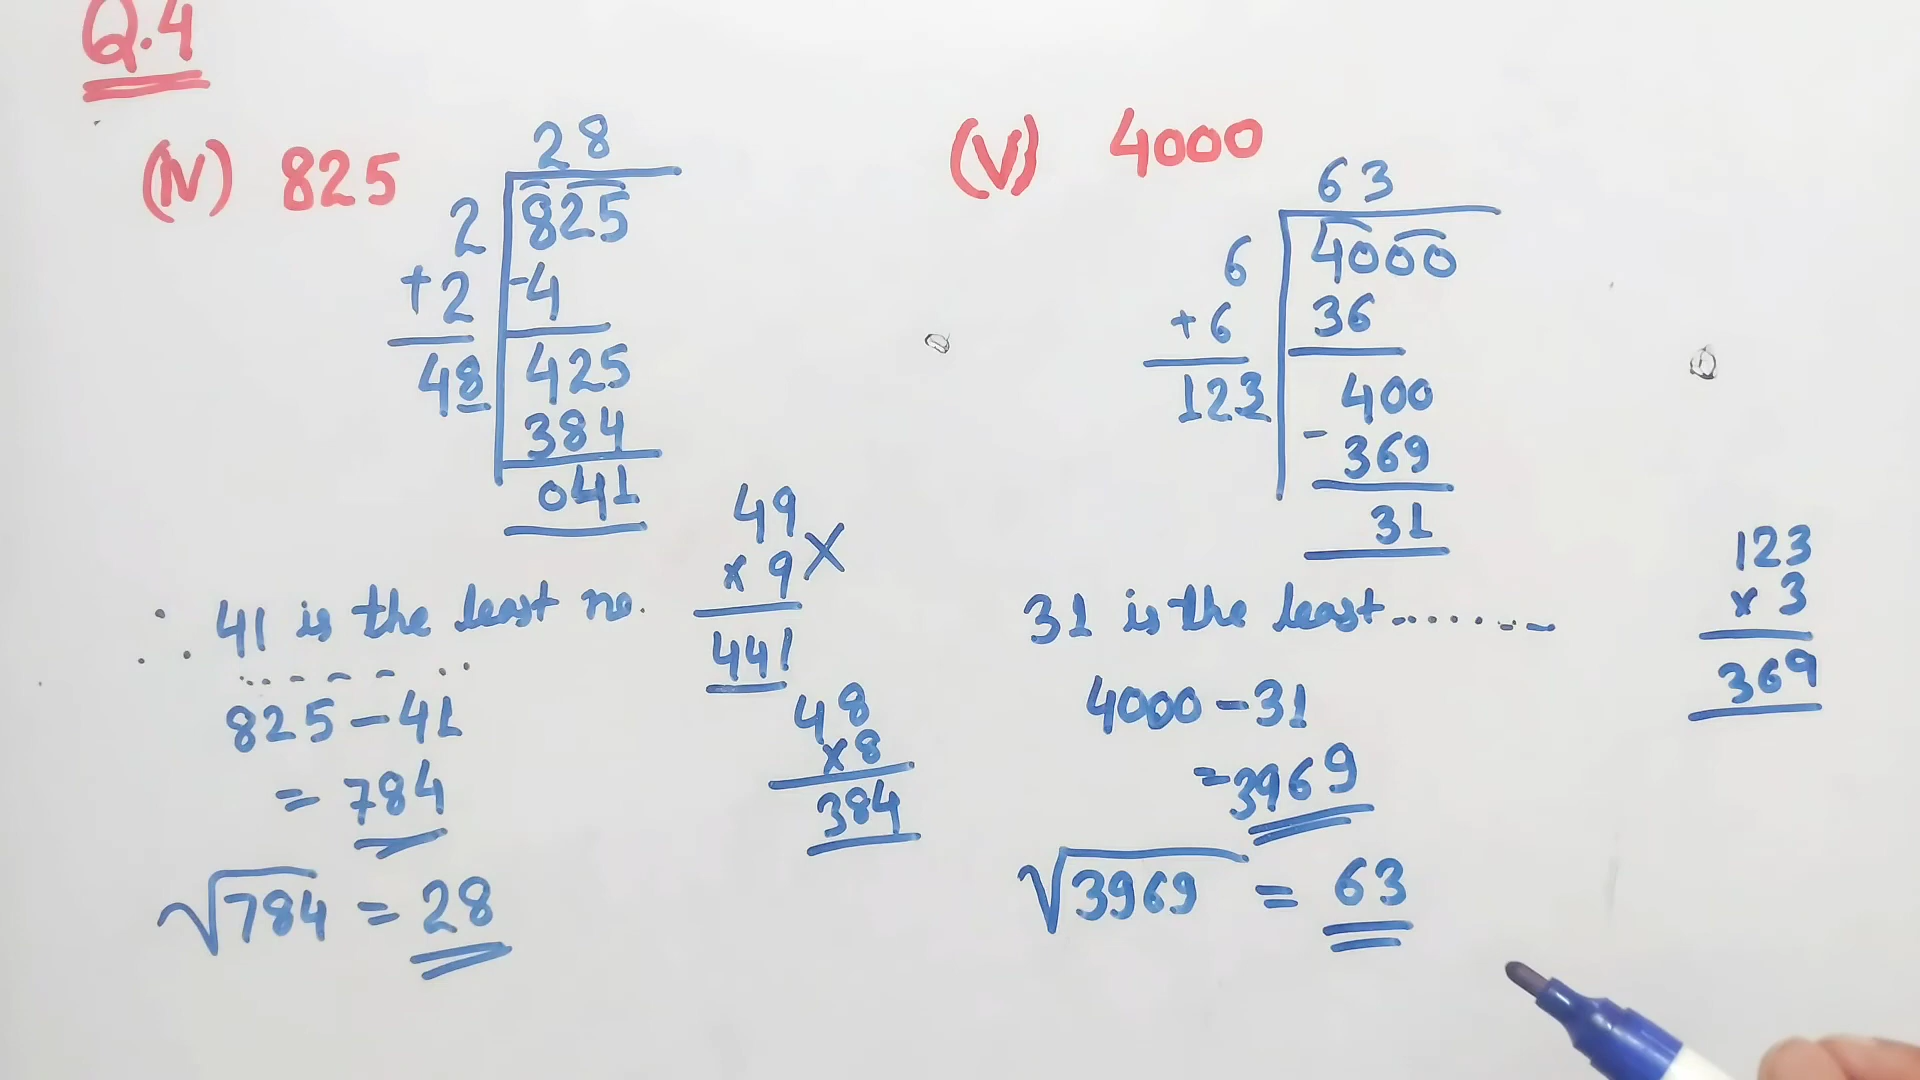 Q.4
(IV) 825
28
2 825
+2 -4
48 425
384
041
49
× 9 ×
441
48
×8
384
∴ 41 is the least no.
.. - - - ..
825 - 41
= 784
√784 = 28
(V) 4000
63
6 4000
+6 36
123 400
- 369
31
123
× 3
369
31 is the least........--
4000 - 31
= 3969
√3969 = 63